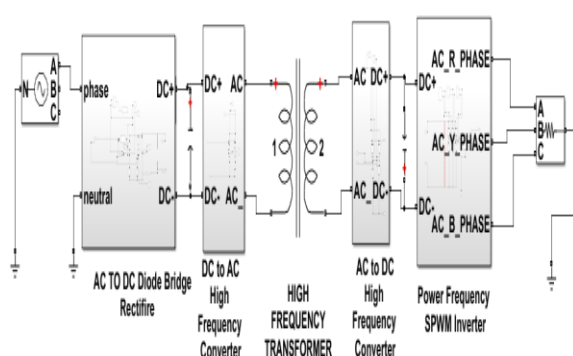 N
A
B
C
phase
neutral
DC+
DC-
AC TO DC Diode Bridge
Rectifire
DC+
DC-
AC
AC_
DC to AC
High
Frequency
Converter
1
2
HIGH
FREQUENCY
TRANSFORMER
AC
AC_
DC+
DC-
AC to DC
High
Frequency
Converter
DC+
DC-
AC_R_PHASE
AC_Y_PHASE
AC_B_PHASE
Power Frequency
SPWM Inverter
A
B
C